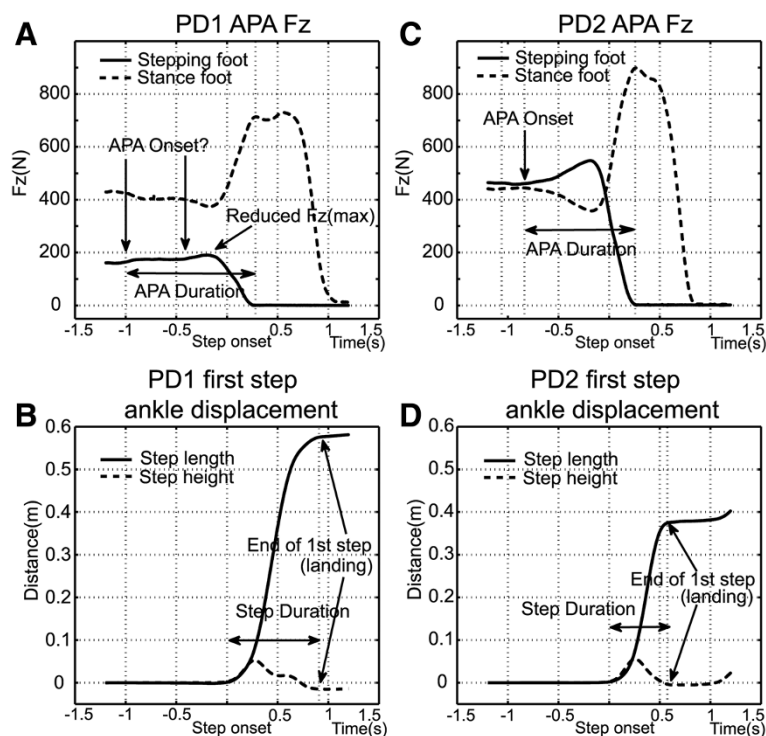 A
PD1 APA Fz
Stepping foot
Stance foot
800
600
400
200
0
Fz(N)
APA Onset?
Reduced Fz(max)
APA Duration
-1.5 -1 -0.5 0.5 1 1.5
Step onset Time(s)
C
PD2 APA Fz
Stepping foot
Stance foot
800
600
400
200
0
Fz(N)
APA Onset
APA Duration
-1.5 -1 -0.5 0.5 1 1.5
Step onset Time(s)
B
PD1 first step
ankle displacement
0.6
0.5
0.4
0.3
0.2
0.1
0
Distance(m)
Step length
Step height
End of 1st step
(landing)
Step Duration
-1.5 -1 -0.5 0.5 1 1.5
Step onset Time(s)
D
PD2 first step
ankle displacement
0.6
0.5
0.4
0.3
0.2
0.1
0
Distance(m)
Step length
Step height
End of 1st step
(landing)
Step Duration
-1.5 -1 -0.5 0.5 1 1.5
Step onset Time(s)